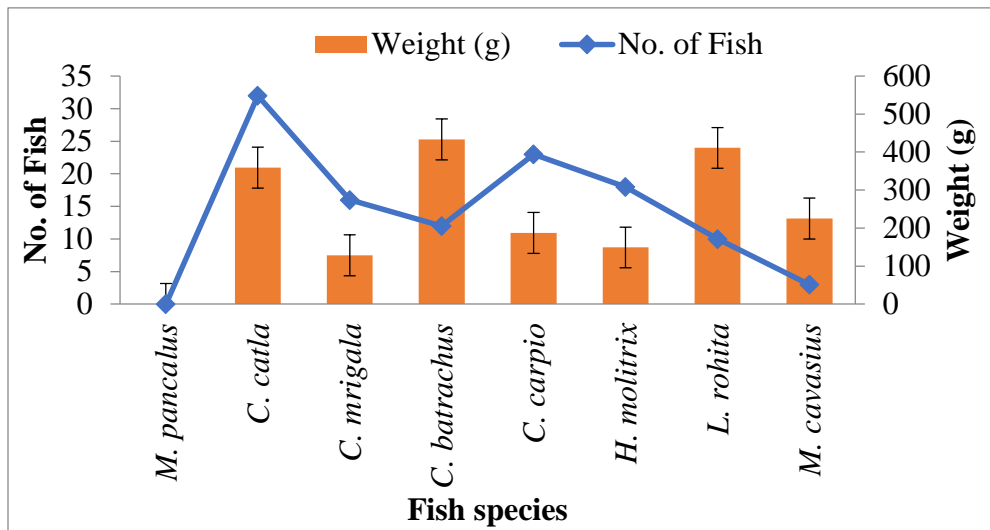 Weight (g) No. of Fish
35
30
25
20
15
10
5
0
No. of Fish
600
500
400
300
200
100
0
Weight (g)
M. pancalus
C. catla
C. mrigala
C. batrachus
C. carpio
H. molitrix
L. rohita
M. cavasius
Fish species